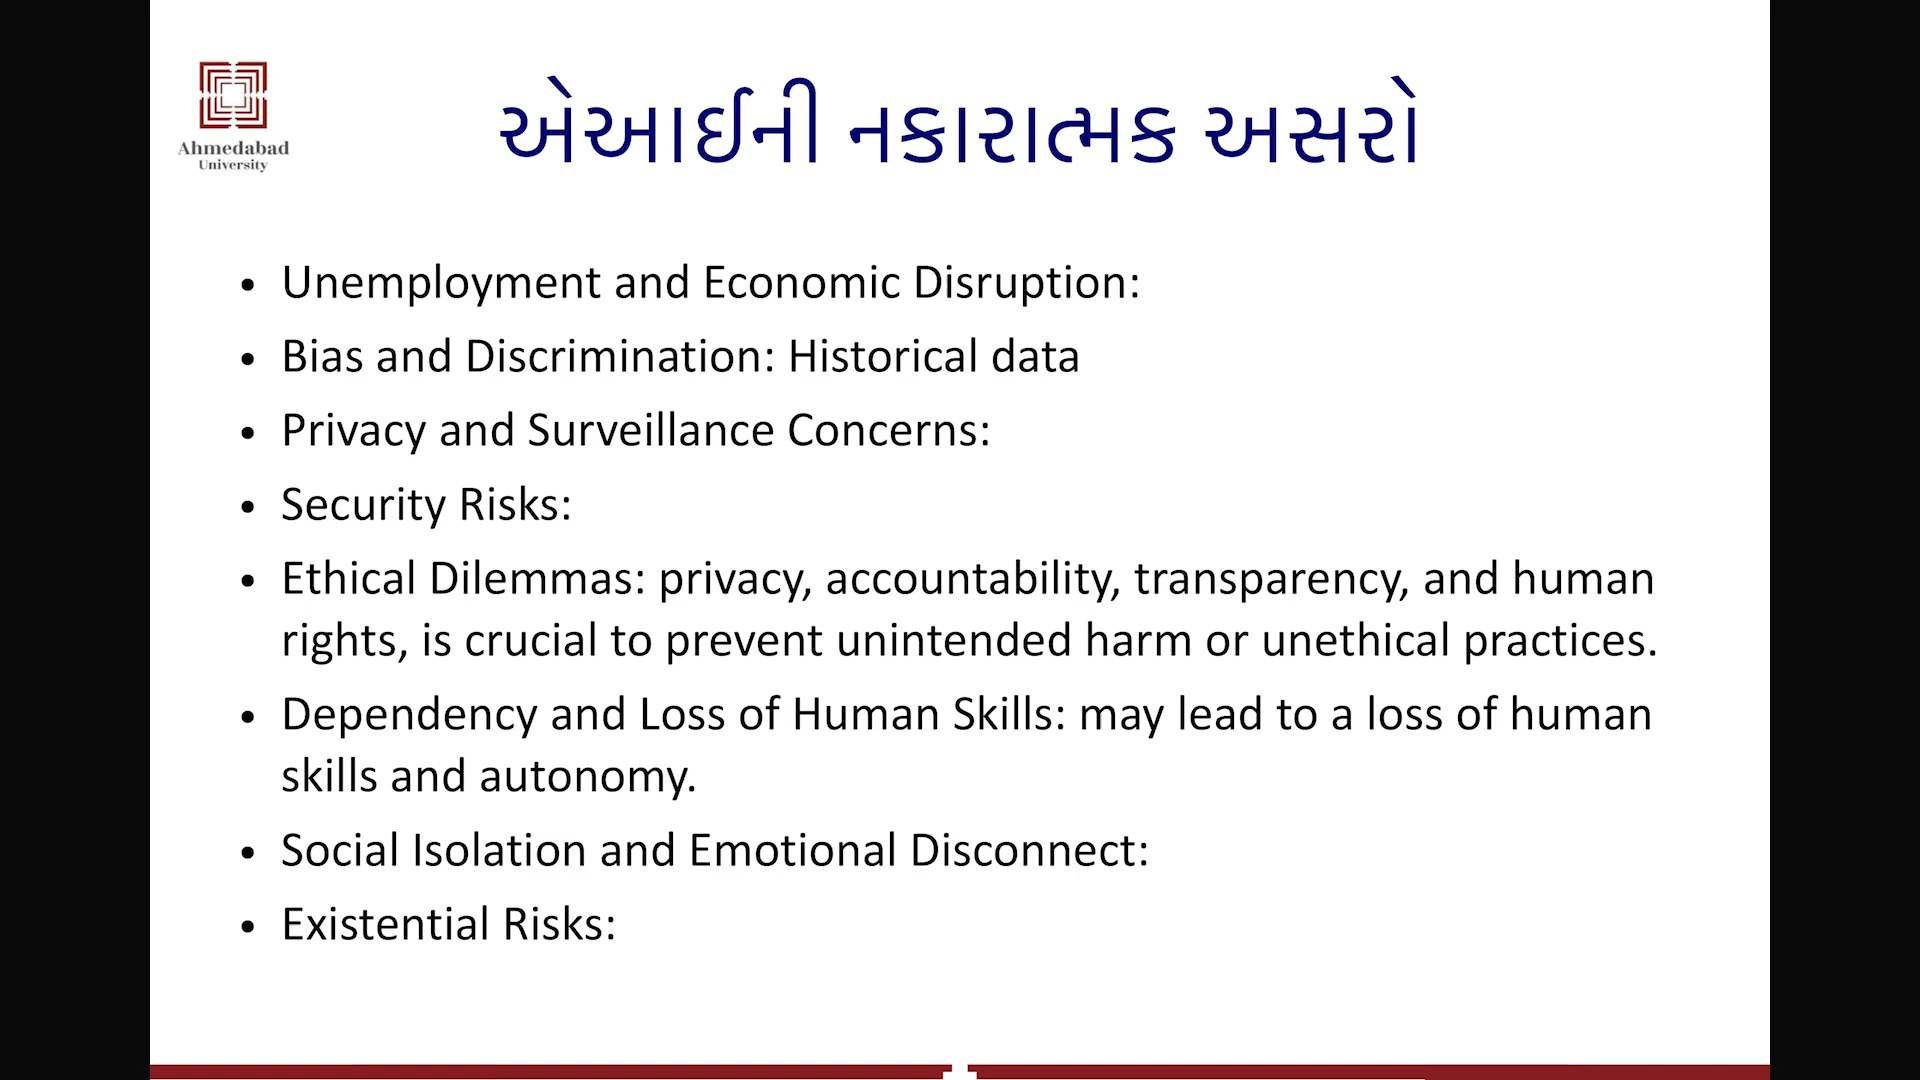 Ahmedabad
University
એઆઈની નકારાત્મક અસરો
• Unemployment and Economic Disruption:
• Bias and Discrimination: Historical data
• Privacy and Surveillance Concerns:
• Security Risks:
• Ethical Dilemmas: privacy, accountability, transparency, and human
rights, is crucial to prevent unintended harm or unethical practices.
• Dependency and Loss of Human Skills: may lead to a loss of human
skills and autonomy.
• Social Isolation and Emotional Disconnect:
• Existential Risks: